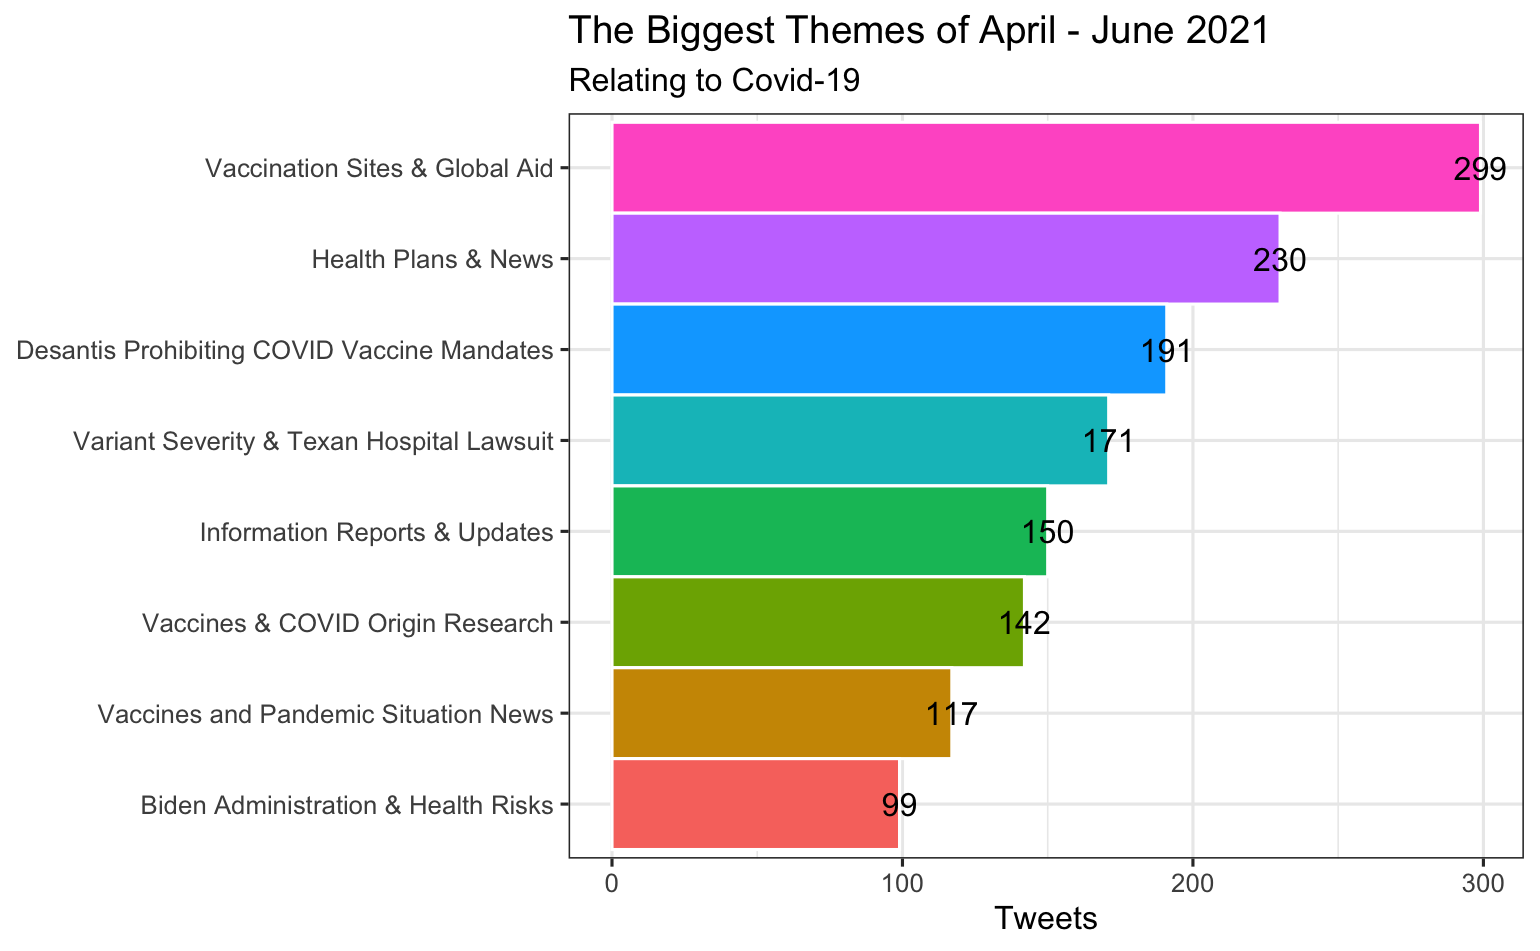 The Biggest Themes of April - June 2021
Relating to Covid-19
Vaccination Sites & Global Aid
299
Health Plans & News
230
Desantis Prohibiting COVID Vaccine Mandates
191
Variant Severity & Texan Hospital Lawsuit
171
Information Reports & Updates
150
Vaccines & COVID Origin Research
142
Vaccines and Pandemic Situation News
117
Biden Administration & Health Risks
99
0 100 200 300
Tweets